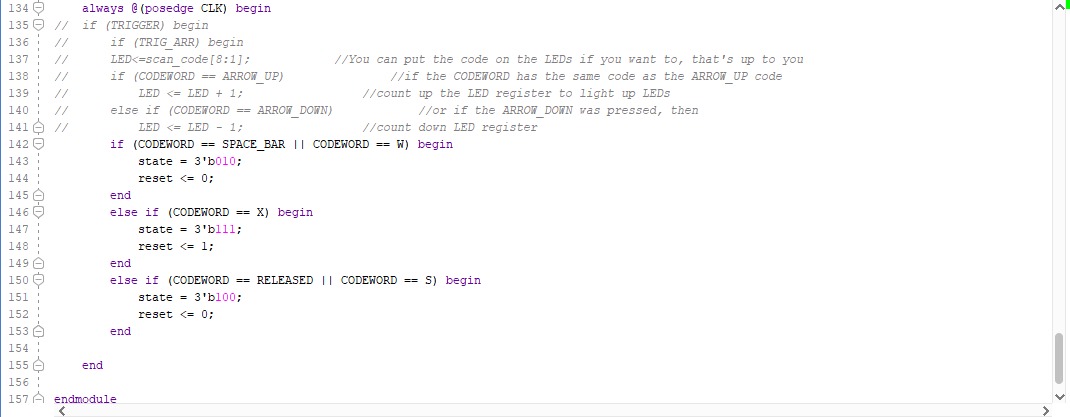 134 always @(posedge CLK) begin
135 // if (TRIGGER) begin
136 // if (TRIG_ARR) begin
137 // LED<=scan_code[8:1]; //You can put the code on the LEDs if you want to, that's up to you
138 // if (CODEWORD == ARROW_UP) //if the CODEWORD has the same code as the ARROW_UP code
139 // LED <= LED + 1; //count up the LED register to light up LEDs
140 // else if (CODEWORD == ARROW_DOWN) //or if the ARROW_DOWN was pressed, then
141 // LED <= LED - 1; //count down LED register
142 if (CODEWORD == SPACE_BAR || CODEWORD == W) begin
143 state = 3'b010;
144 reset <= 0;
145 end
146 else if (CODEWORD == X) begin
147 state = 3'b111;
148 reset <= 1;
149 end
150 else if (CODEWORD == RELEASED || CODEWORD == S) begin
151 state = 3'b100;
152 reset <= 0;
153 end
154
155 end
156
157 endmodule